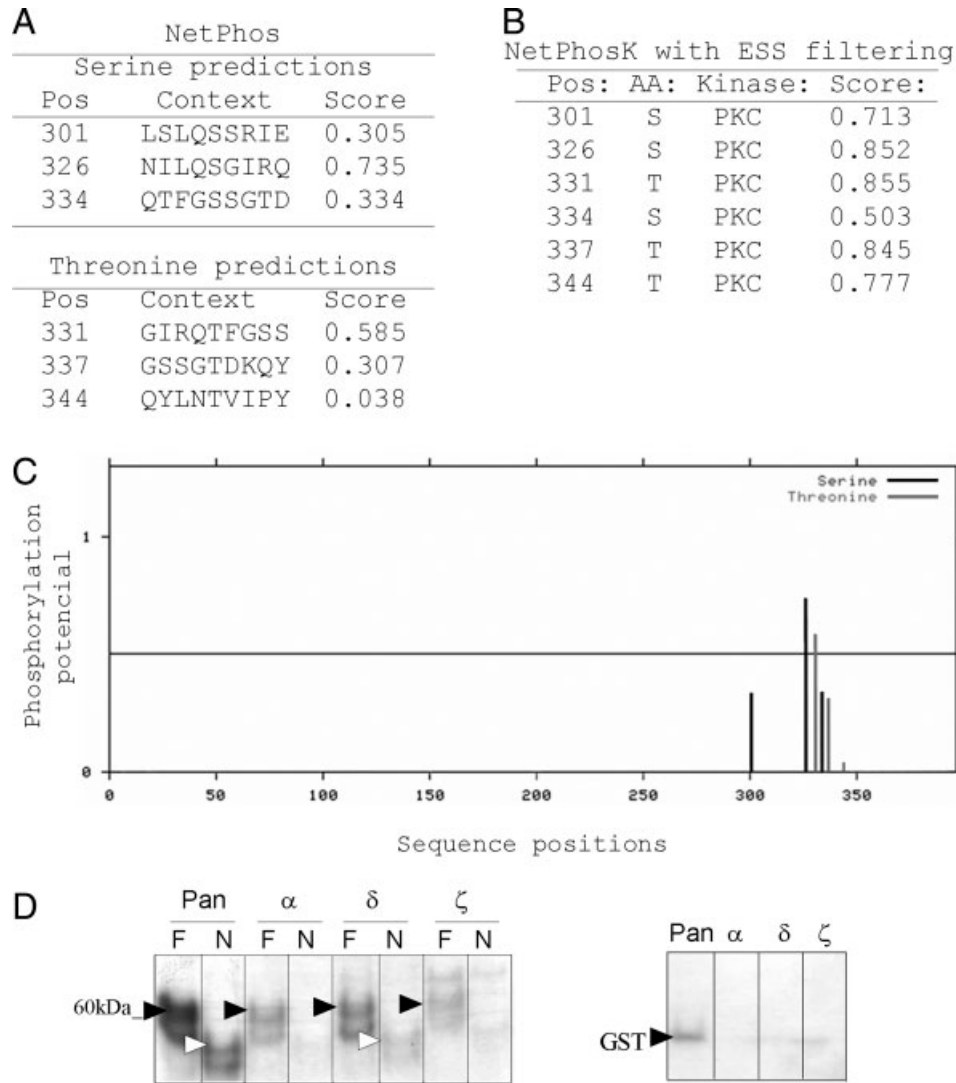 A
NetPhos
Serine predictions
Pos Context Score
301 LSLQSSRIE 0.305
326 NILQSGIRQ 0.735
334 QTFGSSGTD 0.334
Threonine predictions
Pos Context Score
331 GIRQTFGSS 0.585
337 GSSGTDKQY 0.307
344 QYLNTVIPY 0.038
B
NetPhosK with ESS filtering
Pos: AA: Kinase: Score:
301 S PKC 0.713
326 S PKC 0.852
331 T PKC 0.855
334 S PKC 0.503
337 T PKC 0.845
344 T PKC 0.777
C
Phosphorylation
potencial
1
0
Serine
Threonine
0 50 100 150 200 250 300 350
Sequence positions
D
Pan α δ ζ
F N F N F N F N
60kDa_
Pan α δ ζ
GST